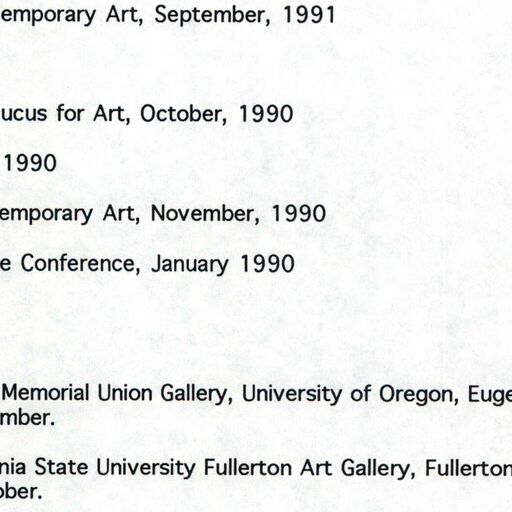 emporary Art, September, 1991
ucus for Art, October, 1990
1990
temporary Art, November, 1990
e Conference, January 1990
Memorial Union Gallery, University of Oregon, Euge
mber.
nia State University Fullerton Art Gallery, Fullerton
ober.